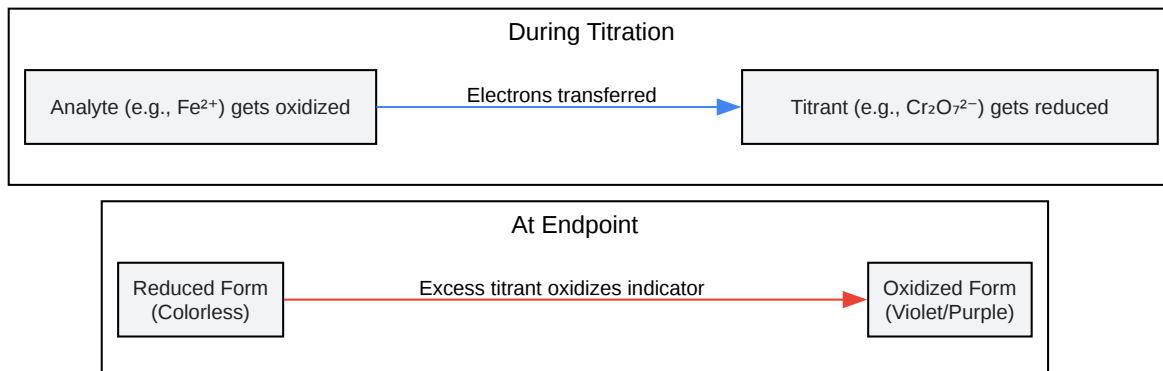 During Titration
Analyte (e.g., Fe²⁺) gets oxidized
Electrons transferred
Titrant (e.g., Cr₂O₇²⁻) gets reduced
At Endpoint
Reduced Form
(Colorless)
Excess titrant oxidizes indicator
Oxidized Form
(Violet/Purple)